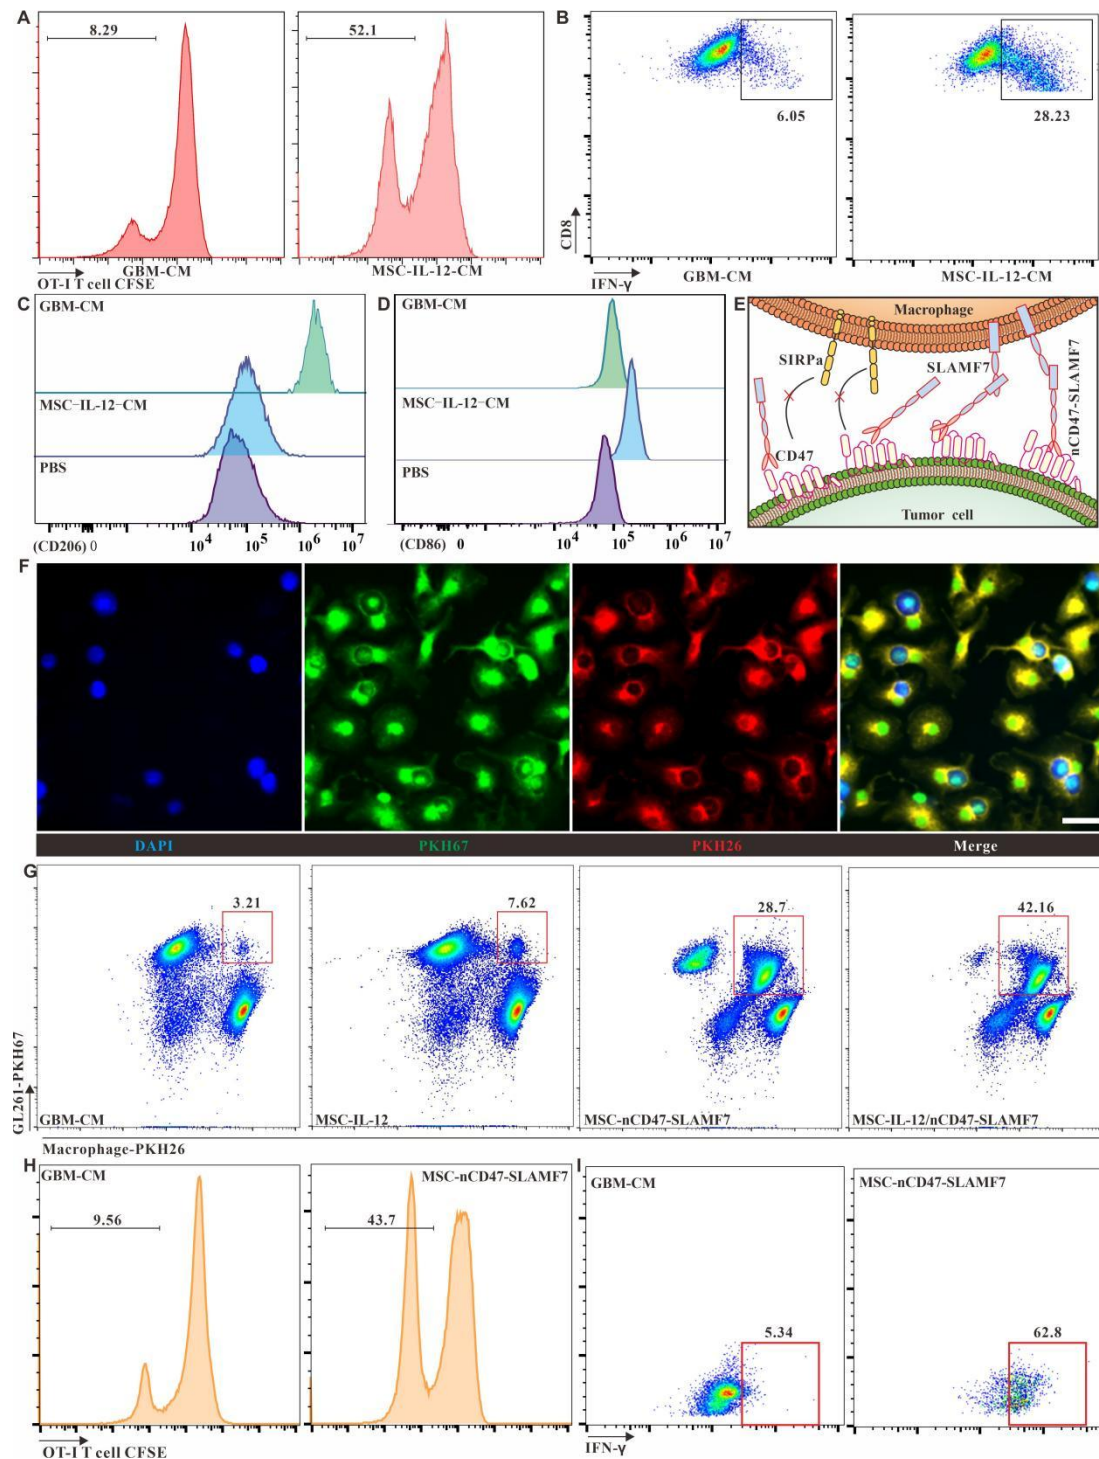 A
8.29
52.1
OT-I T cell CFSE
GBM-CM
MSC-IL-12-CM
B
6.05
28.23
CD8
IFN-γ
GBM-CM
MSC-IL-12-CM
C
GBM-CM
MSC-IL-12-CM
PBS
(CD206) 0 10^4 10^5 10^6 10^7
D
GBM-CM
MSC-IL-12-CM
PBS
(CD86) 0 10^4 10^5 10^6 10^7
E
Macrophage
SIRPa
SLAMF7
nCD47-SLAMF7
CD47
Tumor cell
F
DAPI
PKH67
PKH26
Merge
G
3.21
7.62
28.7
42.16
GL261-PKH67
GBM-CM
MSC-IL-12
MSC-nCD47-SLAMF7
MSC-IL-12/nCD47-SLAMF7
Macrophage-PKH26
H
GBM-CM
9.56
MSC-nCD47-SLAMF7
43.7
OT-I T cell CFSE
I
GBM-CM
5.34
MSC-nCD47-SLAMF7
62.8
IFN-γ